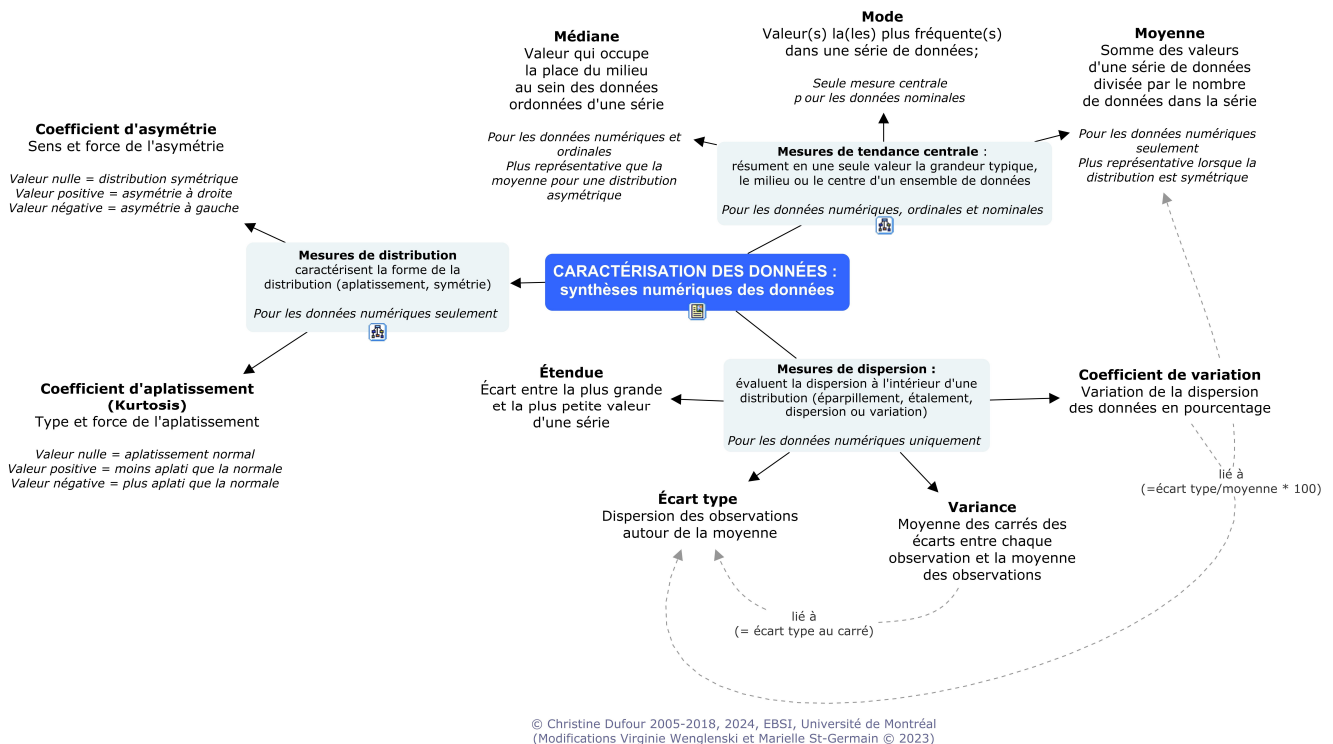 Mode
Valeur(s) la(les) plus fréquente(s)
dans une série de données;
Seule mesure centrale
p our les données nominales
Médiane
Valeur qui occupe
la place du milieu
au sein des données
ordonnées d'une série
Pour les données numériques et
ordinales
Plus représentative que la
moyenne pour une distribution
asymétrique
Moyenne
Somme des valeurs
d'une série de données
divisée par le nombre
de données dans la série
Pour les données numériques
seulement
Plus représentative lorsque la
distribution est symétrique
Mesures de tendance centrale :
résument en une seule valeur la grandeur typique,
le milieu ou le centre d'un ensemble de données
Pour les données numériques, ordinales et nominales
Coefficient d'asymétrie
Sens et force de l'asymétrie
Valeur nulle = distribution symétrique
Valeur positive = asymétrie à droite
Valeur négative = asymétrie à gauche
Mesures de distribution
caractérisent la forme de la
distribution (aplatissement, symétrie)
Pour les données numériques seulement
CARACTÉRISATION DES DONNÉES :
synthèses numériques des données
Coefficient d'aplatissement
(Kurtosis)
Type et force de l'aplatissement
Valeur nulle = aplatissement normal
Valeur positive = moins aplati que la normale
Valeur négative = plus aplati que la normale
Étendue
Écart entre la plus grande
et la plus petite valeur
d'une série
Mesures de dispersion :
évaluent la dispersion à l'intérieur d'une
distribution (éparpillement, étalement,
dispersion ou variation)
Pour les données numériques uniquement
Coefficient de variation
Variation de la dispersion
des données en pourcentage
lié à
(=écart type/moyenne * 100)
Écart type
Dispersion des observations
autour de la moyenne
Variance
Moyenne des carrés des
écarts entre chaque
observation et la moyenne
des observations
lié à
(= écart type au carré)
© Christine Dufour 2005-2018, 2024, EBSI, Université de Montréal
(Modifications Virginie Wenglenski et Marielle St-Germain © 2023)